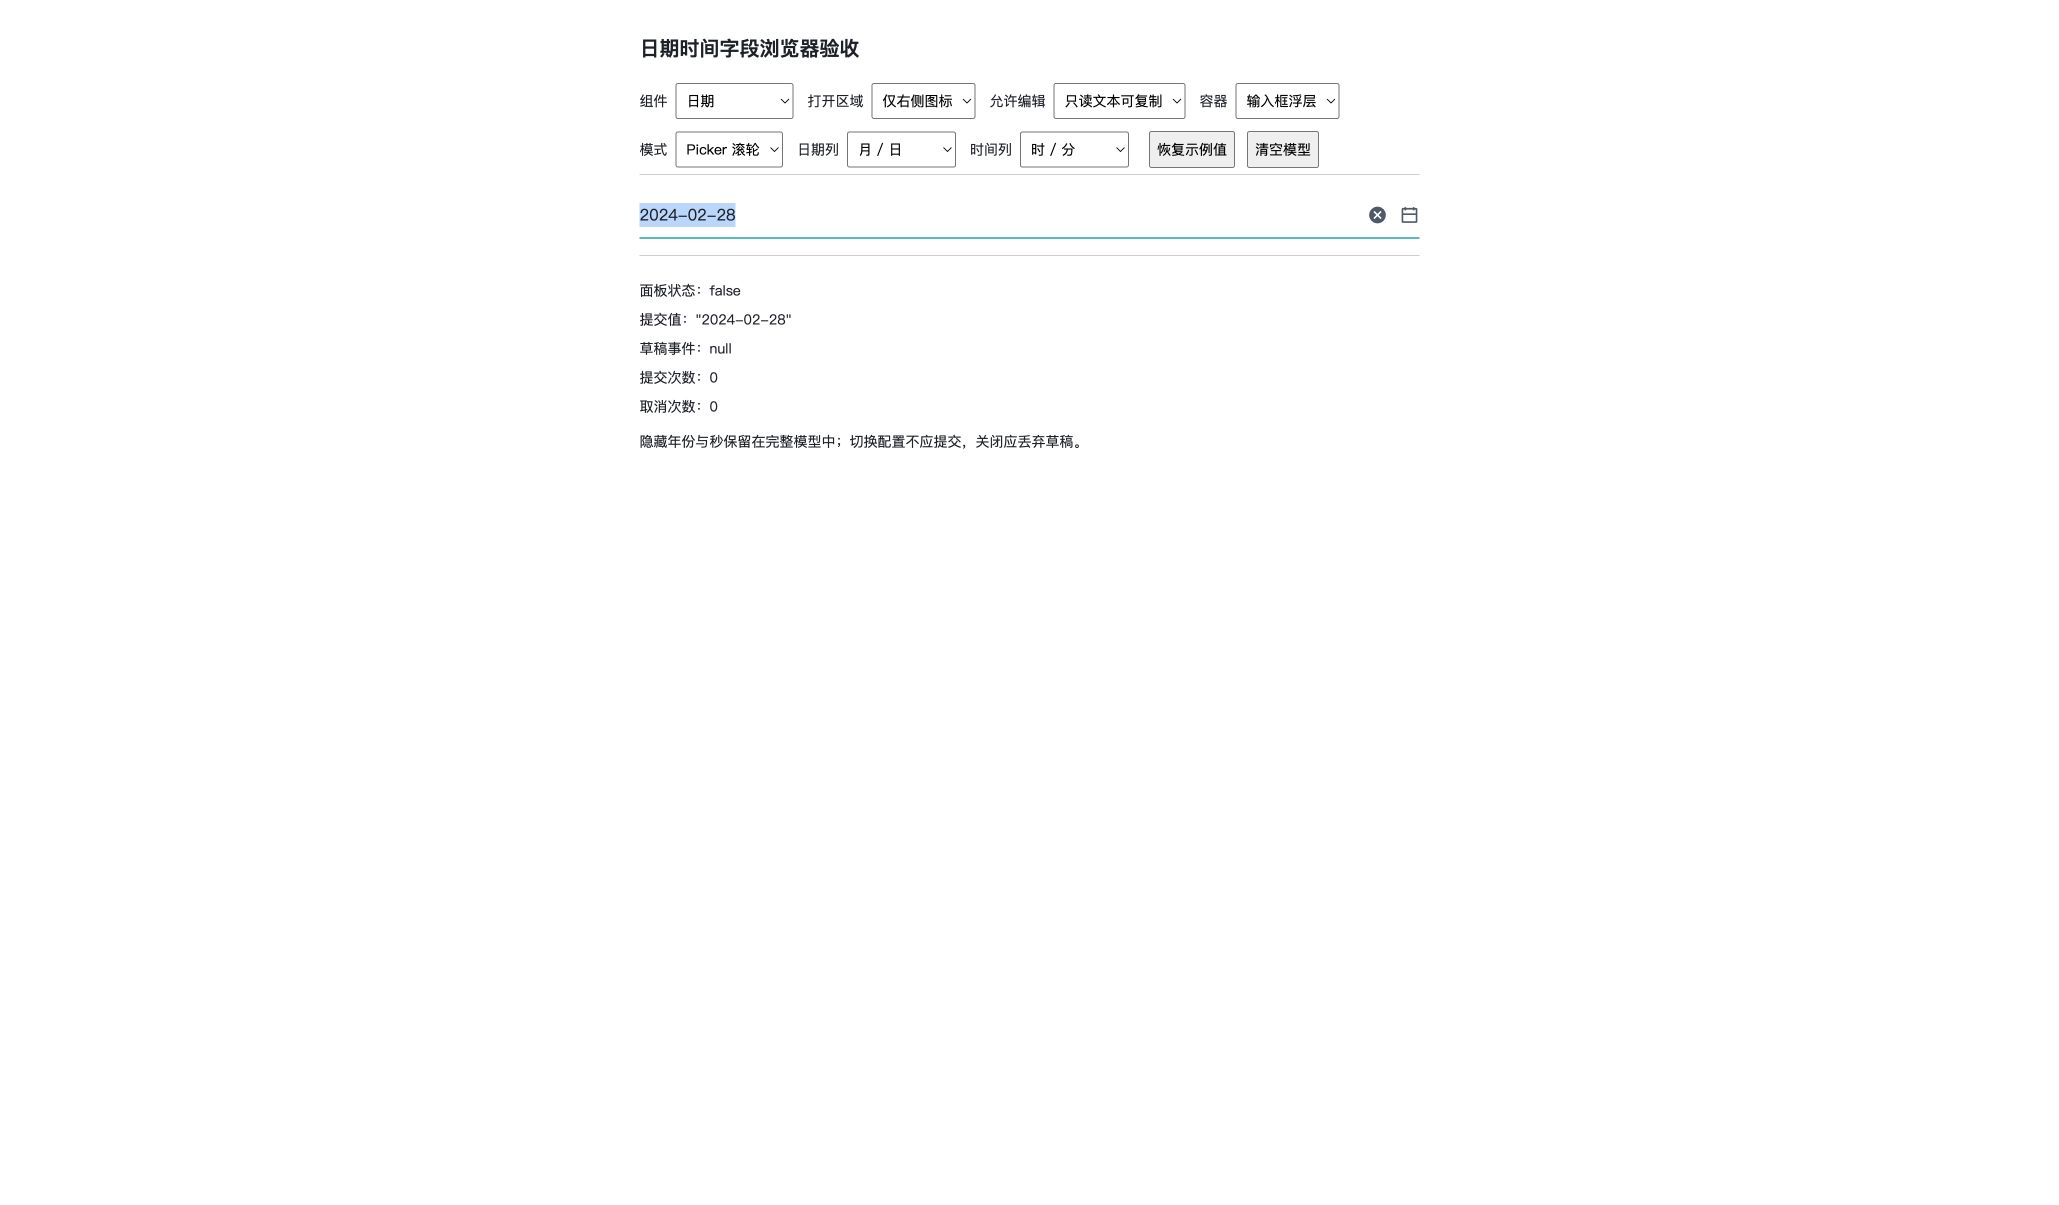 日期时间字段浏览器验收
组件 日期 打开区域 仅右侧图标 允许编辑 只读文本可复制 容器 输入框浮层
模式 Picker 滚轮 日期列 月 / 日 时间列 时 / 分 恢复示例值 清空模型
2024-02-28
面板状态：false
提交值："2024-02-28"
草稿事件：null
提交次数：0
取消次数：0
隐藏年份与秒保留在完整模型中；切换配置不应提交，关闭应丢弃草稿。